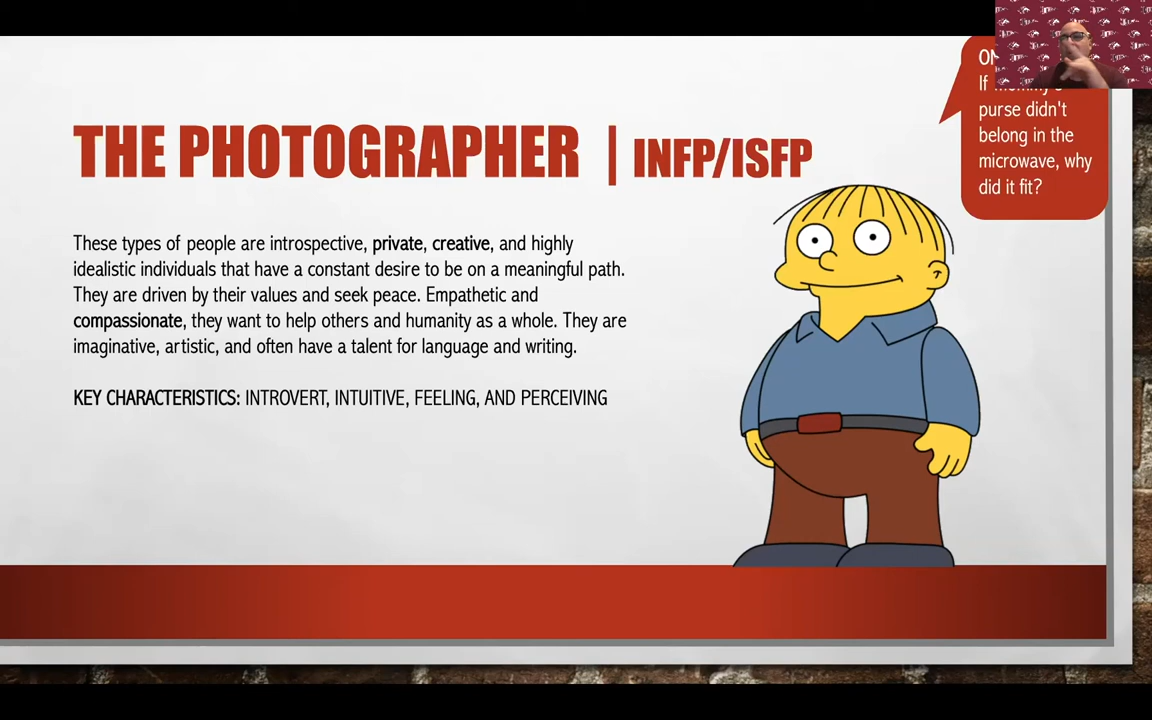 THE PHOTOGRAPHER | INFP/ISFP
These types of people are introspective, private, creative, and highly
idealistic individuals that have a constant desire to be on a meaningful path.
They are driven by their values and seek peace. Empathetic and
compassionate, they want to help others and humanity as a whole. They are
imaginative, artistic, and often have a talent for language and writing.
KEY CHARACTERISTICS: INTROVERT, INTUITIVE, FEELING, AND PERCEIVING
If
purse didn't
belong in the
microwave, why
did it fit?